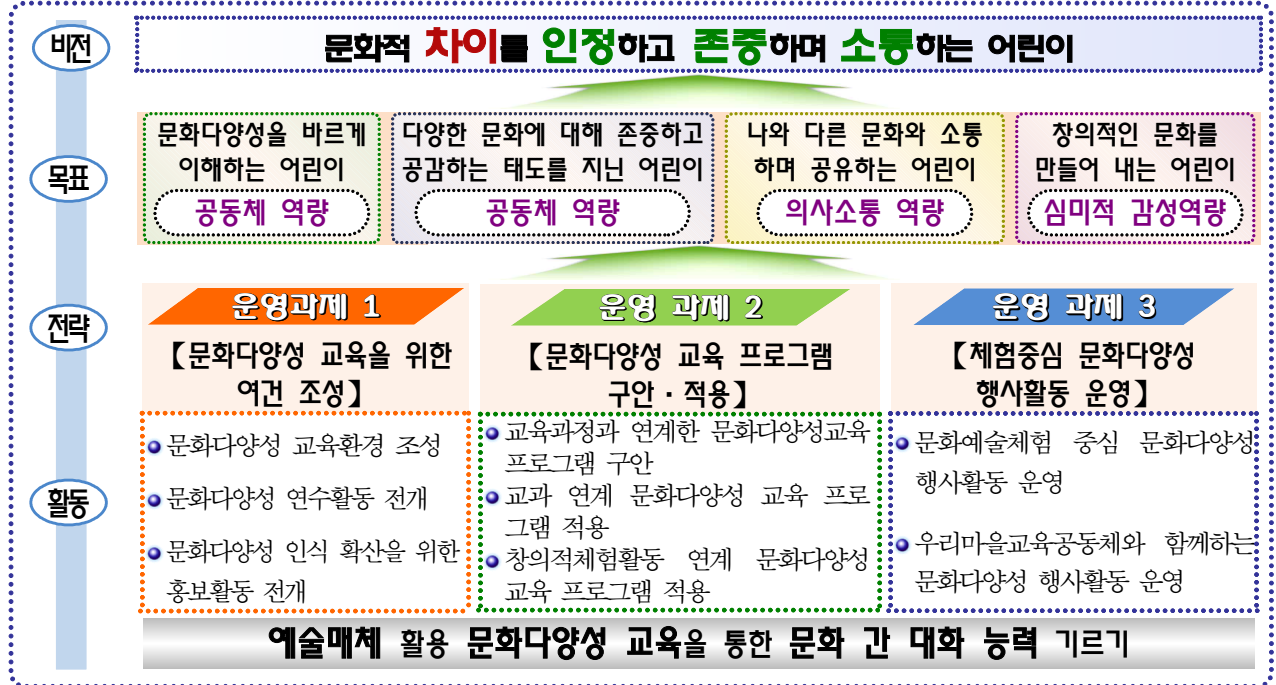 비전
문화적 차이를 인정하고 존중하며 소통하는 어린이
목표
문화다양성을 바르게
이해하는 어린이
공동체 역량
다양한 문화에 대해 존중하고
공감하는 태도를 지닌 어린이
공동체 역량
나와 다른 문화와 소통
하며 공유하는 어린이
의사소통 역량
창의적인 문화를
만들어 내는 어린이
심미적 감성역량
전략
운영과제 1
【문화다양성 교육을 위한
여건 조성】
운영 과제 2
【문화다양성 교육 프로그램
구안·적용】
운영 과제 3
【체험중심 문화다양성
행사활동 운영】
활동
문화다양성 교육환경 조성
문화다양성 연수활동 전개
문화다양성 인식 확산을 위한
홍보활동 전개
교육과정과 연계한 문화다양성교육
프로그램 구안
교과 연계 문화다양성 교육 프로
그램 적용
창의적체험활동 연계 문화다양성
교육 프로그램 적용
문화예술체험 중심 문화다양성
행사활동 운영
우리마을교육공동체와 함께하는
문화다양성 행사활동 운영
예술매체 활용 문화다양성 교육을 통한 문화 간 대화 능력 기르기